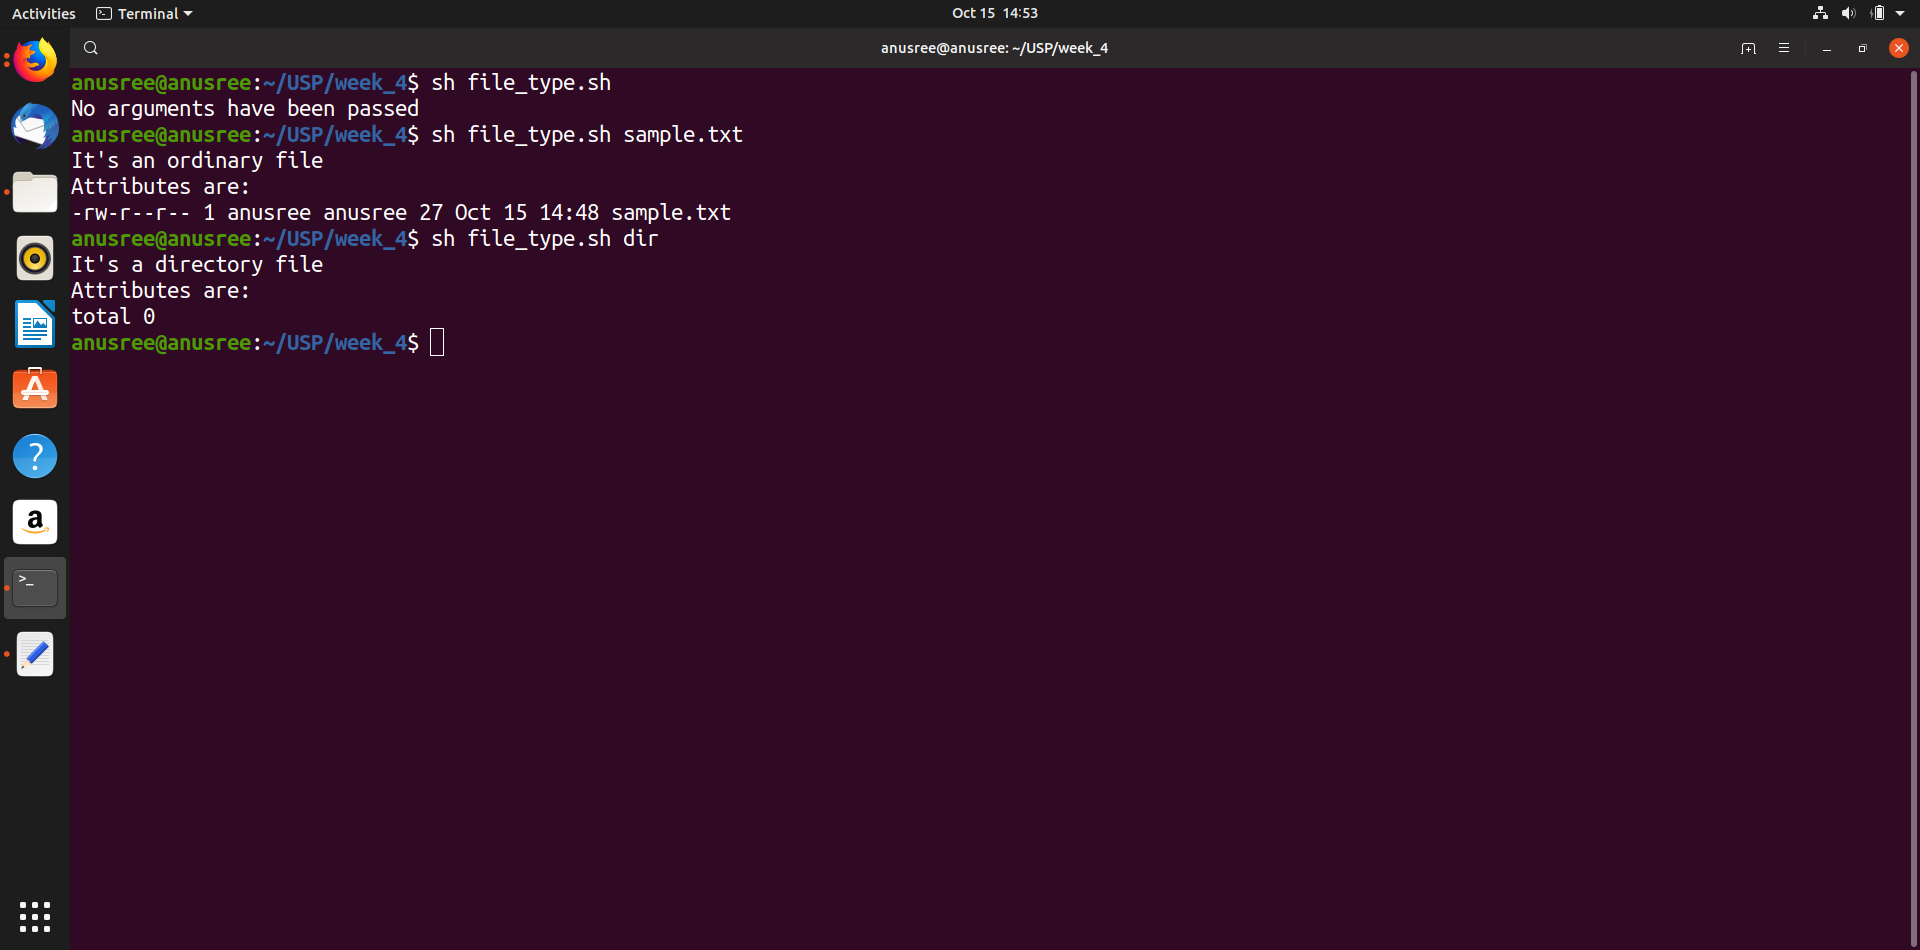 Activities Terminal Oct 15 14:53
anusree@anusree: ~/USP/week_4
anusree@anusree:~/USP/week_4$ sh file_type.sh
No arguments have been passed
anusree@anusree:~/USP/week_4$ sh file_type.sh sample.txt
It's an ordinary file
Attributes are:
-rw-r--r-- 1 anusree anusree 27 Oct 15 14:48 sample.txt
anusree@anusree:~/USP/week_4$ sh file_type.sh dir
It's a directory file
Attributes are:
total 0
anusree@anusree:~/USP/week_4$